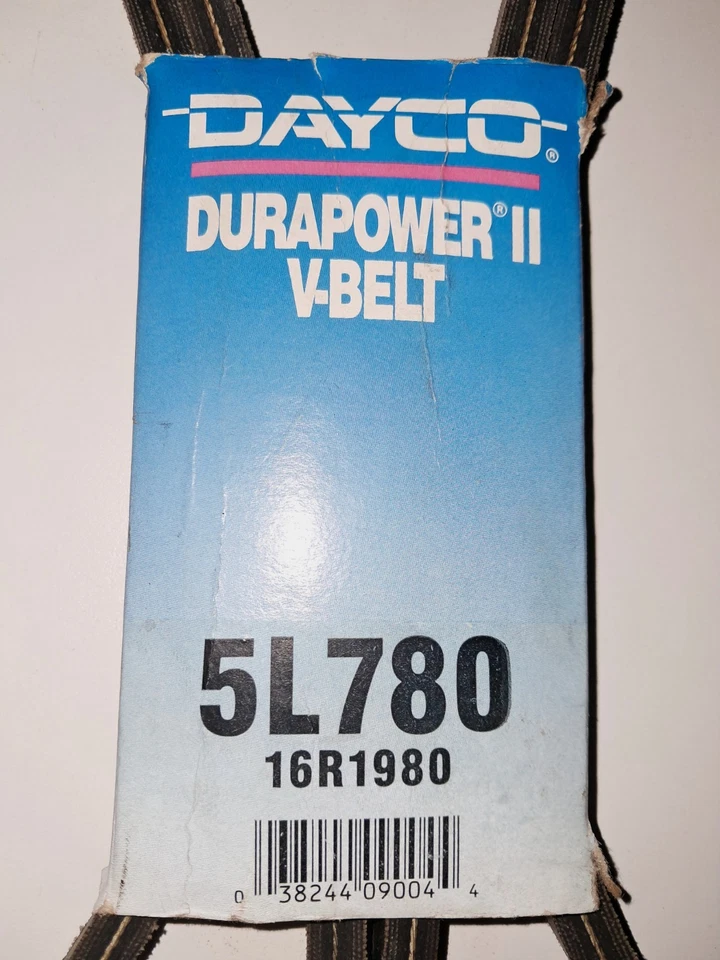 DAYCO®
DURAPOWER® II
V-BELT
5L780
16R1980
0 38244 09004 4